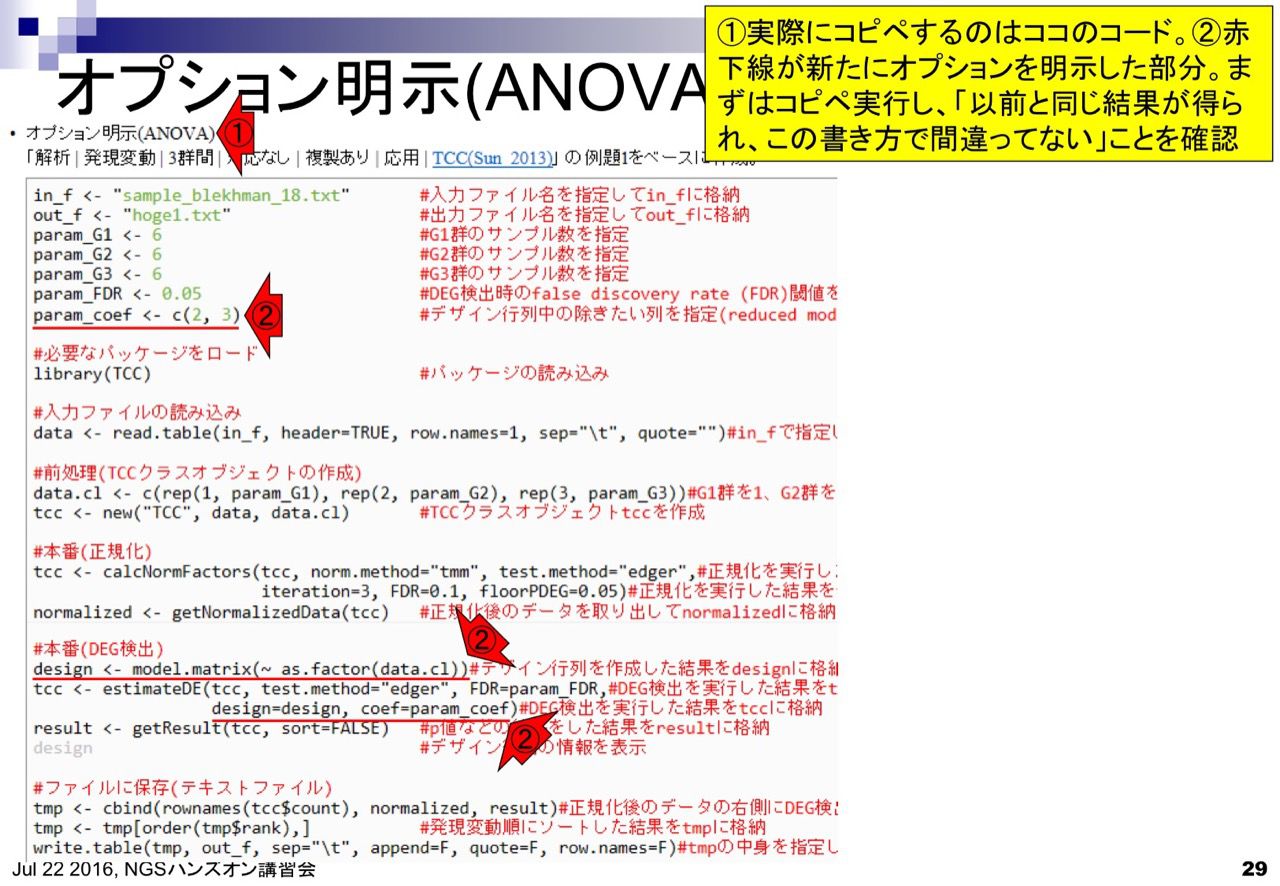 オプション明示(ANOVA
①実際にコピペするのはココのコード。②赤
下線が新たにオプションを明示した部分。ま
ずはコピペ実行し、「以前と同じ結果が得ら
れ、この書き方で間違ってない」ことを確認
• オプション明示(ANOVA) ①
「解析 | 発現変動 | 3群間 | 対応なし | 複製あり | 応用 | TCC(Sun_2013)」の例題1をベースに作成。
in_f <- "sample_blekhman_18.txt" #入力ファイル名を指定してin_fに格納
out_f <- "hoge1.txt" #出力ファイル名を指定してout_fに格納
param_G1 <- 6 #G1群のサンプル数を指定
param_G2 <- 6 #G2群のサンプル数を指定
param_G3 <- 6 #G3群のサンプル数を指定
param_FDR <- 0.05 #DEG検出時のfalse discovery rate (FDR)閾値を
param_coef <- c(2, 3) ② #デザイン行列中の除きたい列を指定(reduced mod
#必要なパッケージをロード
library(TCC) #パッケージの読み込み
#入力ファイルの読み込み
data <- read.table(in_f, header=TRUE, row.names=1, sep="\t", quote="")#in_fで指定し
#前処理(TCCクラスオブジェクトの作成)
data.cl <- c(rep(1, param_G1), rep(2, param_G2), rep(3, param_G3))#G1群を1、G2群を
tcc <- new("TCC", data, data.cl) #TCCクラスオブジェクトtccを作成
#本番(正規化)
tcc <- calcNormFactors(tcc, norm.method="tmm", test.method="edger",#正規化を実行し
iteration=3, FDR=0.1, floorPDEG=0.05)#正規化を実行した結果を
normalized <- getNormalizedData(tcc) #正規化後のデータを取り出してnormalizedに格納
②
#本番(DEG検出)
design <- model.matrix(~ as.factor(data.cl))#デザイン行列を作成した結果をdesignに格納
tcc <- estimateDE(tcc, test.method="edger", FDR=param_FDR,#DEG検出を実行した結果をt
design=design, coef=param_coef)#DEG検出を実行した結果をtccに格納
result <- getResult(tcc, sort=FALSE) #p値などの をした結果をresultに格納
②
design #デザイン の情報を表示
#ファイルに保存(テキストファイル)
tmp <- cbind(rownames(tcc$count), normalized, result)#正規化後のデータの右側にDEG検
tmp <- tmp[order(tmp$rank),] #発現変動順にソートした結果をtmpに格納
write.table(tmp, out_f, sep="\t", append=F, quote=F, row.names=F)#tmpの中身を指定し
Jul 22 2016, NGSハンズオン講習会
29